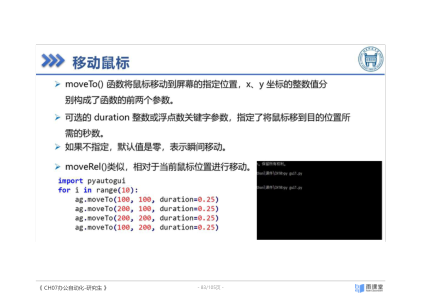 移动鼠标
➢ moveTo() 函数将鼠标移动到屏幕的指定位置，x、y 坐标的整数值分
别构成了函数的前两个参数。
➢ 可选的 duration 整数或浮点数关键字参数，指定了将鼠标移到目的位置所
需的秒数。
➢ 如果不指定，默认值是零，表示瞬间移动。
➢ moveRel()类似，相对于当前鼠标位置进行移动。
import pyautogui
for i in range(10):
ag.moveTo(100, 100, duration=0.25)
ag.moveTo(200, 100, duration=0.25)
ag.moveTo(200, 200, duration=0.25)
ag.moveTo(100, 200, duration=0.25)
《CH07办公自动化-研究生》
雨课堂